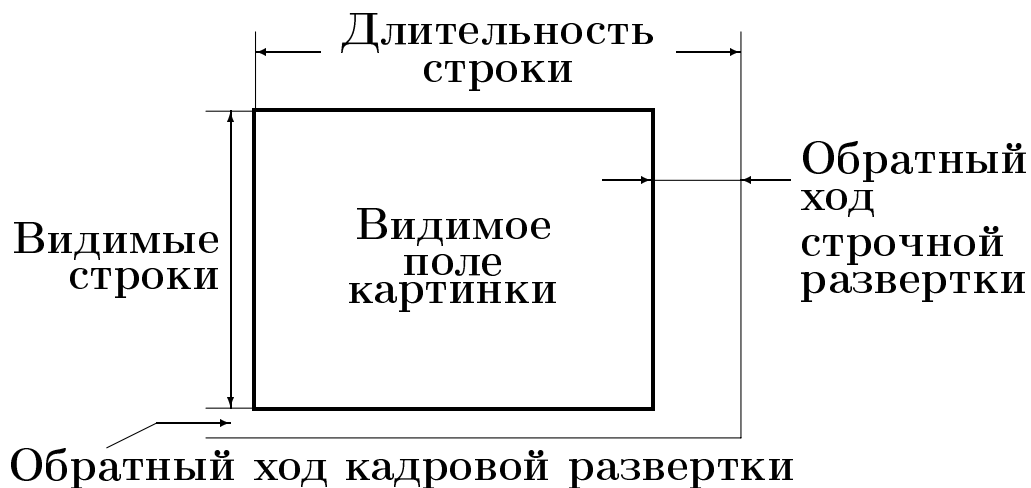 Длительность
строки
Обратный
ход
строчной
развертки
Видимые
строки
Видимое
поле
картинки
Обратный ход кадровой развертки